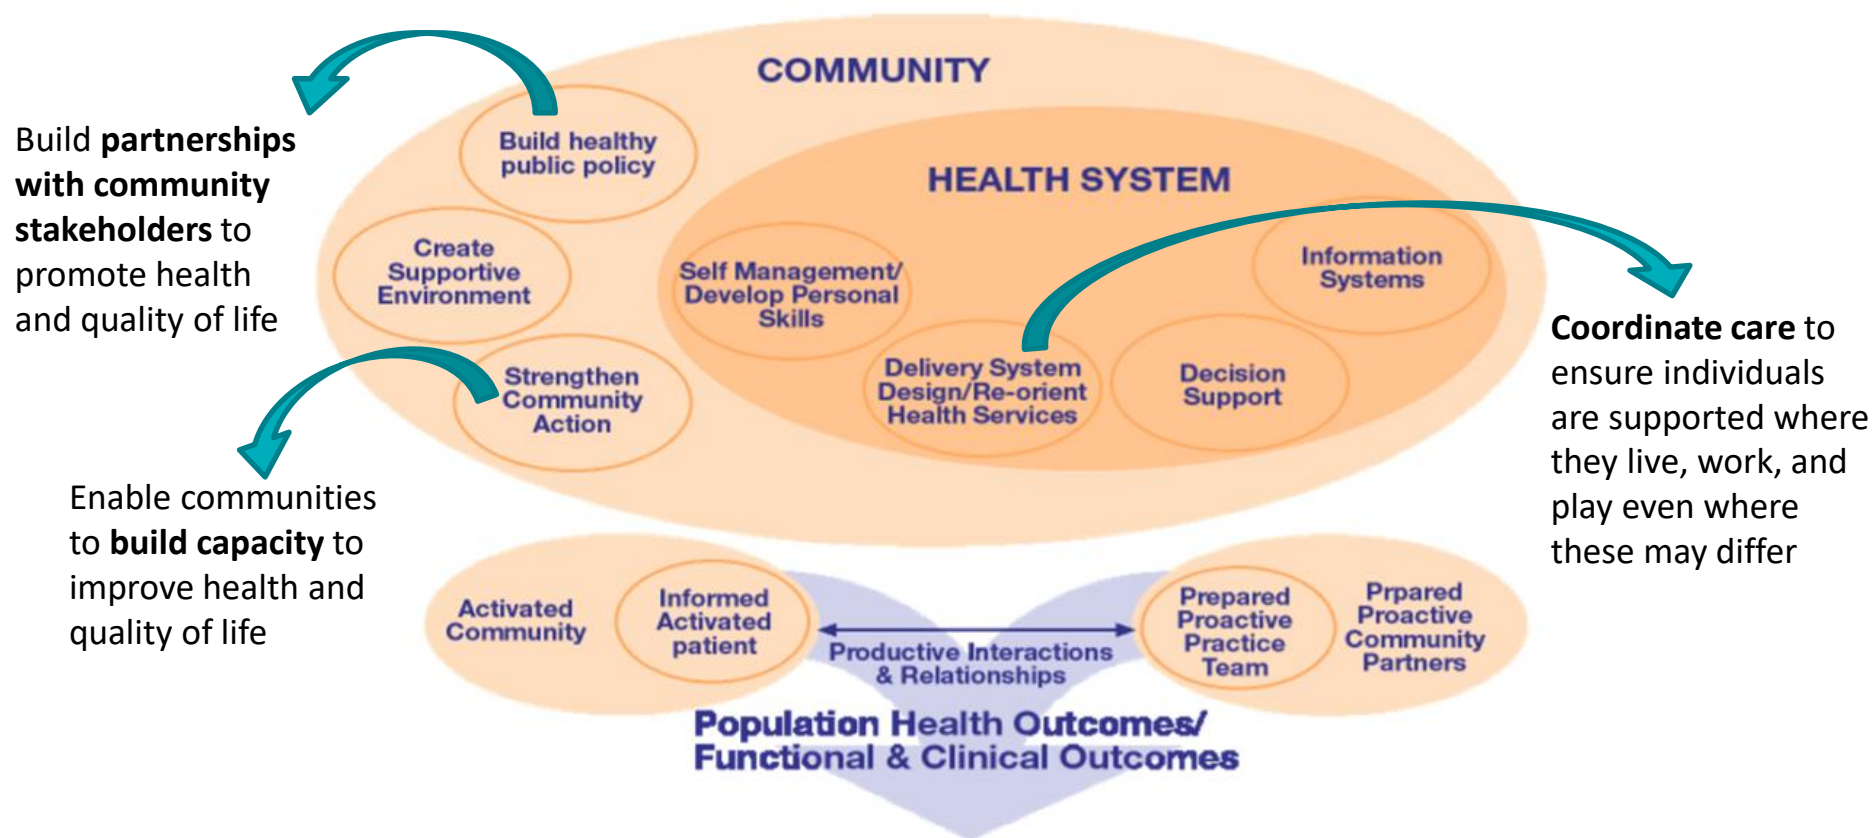 COMMUNITY
Build healthy
public policy
HEALTH SYSTEM
Create
Supportive
Environment
Self Management/
Develop Personal
Skills
Information
Systems
Strengthen
Community
Action
Delivery System
Design/Re-orient
Health Services
Decision
Support
Build partnerships
with community
stakeholders to
promote health
and quality of life
Enable communities
to build capacity to
improve health and
quality of life
Coordinate care to
ensure individuals
are supported where
they live, work, and
play even where
these may differ
Activated
Community
Informed
Activated
patient
Productive Interactions
& Relationships
Prepared
Proactive
Practice
Team
Prpared
Proactive
Community
Partners
Population Health Outcomes/
Functional & Clinical Outcomes